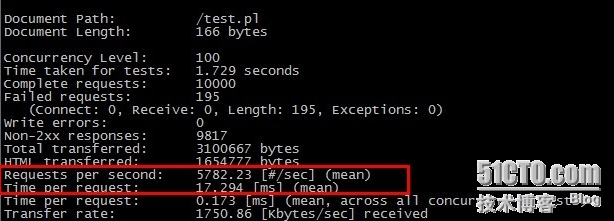 Document Path: /test.pl
Document Length: 166 bytes
Concurrency Level: 100
Time taken for tests: 1.729 seconds
Complete requests: 10000
Failed requests: 195
(Connect: 0, Receive: 0, Length: 195, Exceptions: 0)
Write errors: 0
Non-2xx responses: 9817
Total transferred: 3100667 bytes
HTML transferred: 1654777 bytes
Requests per second: 5782.23 [#/sec] (mean)
Time per request: 17.294 [ms] (mean)
Time per request: 0.173 [ms] (mean, across all concurrent requests)
Transfer rate: 1750.86 [kbytes/sec] received
51CTO.com
技术博客 Blog